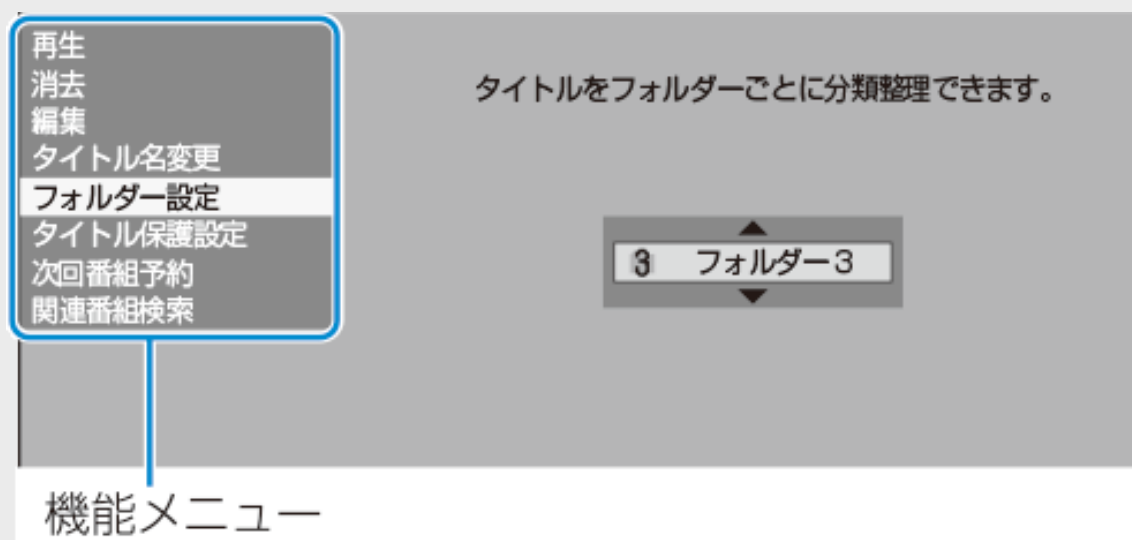 再生
消去
編集
タイトル名変更
フォルダー設定
タイトル保護設定
次回番組予約
関連番組検索
タイトルをフォルダーごとに分類整理できます。
3 フォルダー3
機能メニュー